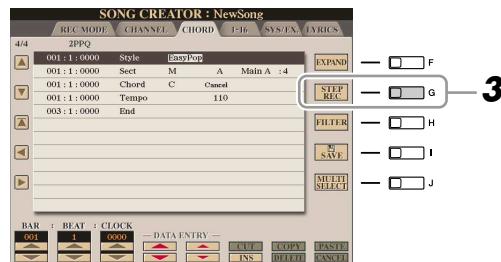 SONG CREATOR : NewSong
REC MODE CHANNEL CHORD 1-16 SYS/EX. LYRICS
4/4 2PPQ
001 : 1 : 0000 Style EasyPop
001 : 1 : 0000 Sect M A Main A : 4
001 : 1 : 0000 Chord C Cancel
001 : 1 : 0000 Tempo 110
003 : 1 : 0000 End
EXPAND F
STEP REC G 3
FILTER H
SAVE I
MULTI SELECT J
BAR : BEAT : CLOCK
001 1 0000
DATA ENTRY
CUT COPY PASTE
INS DELETE CANCEL